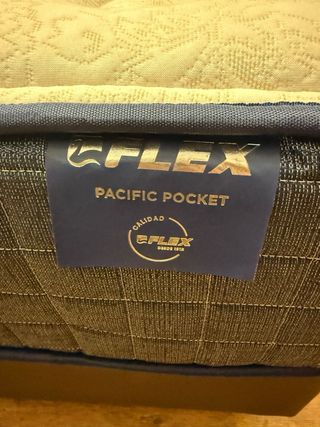 FLEX
PACIFIC POCKET
CALIDAD
FLEX
DESDE 1912